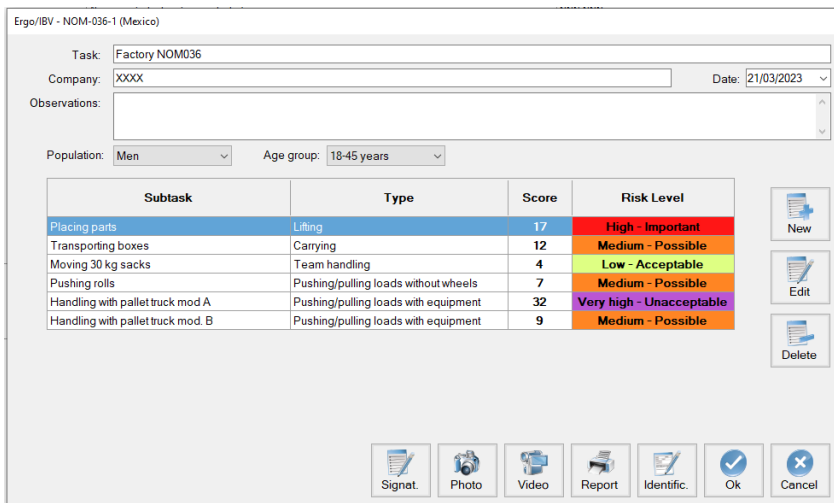 Ergo/IBV - NOM-036-1 (Mexico)
Task: Factory NOM036
Company: XXXX Date: 21/03/2023
Observations:
Population: Men Age group: 18-45 years
Subtask Type Score Risk Level
Placing parts Lifting 17 High - Important
Transporting boxes Carrying 12 Medium - Possible
Moving 30 kg sacks Team handling 4 Low - Acceptable
Pushing rolls Pushing/pulling loads without wheels 7 Medium - Possible
Handling with pallet truck mod A Pushing/pulling loads with equipment 32 Very high - Unacceptable
Handling with pallet truck mod. B Pushing/pulling loads with equipment 9 Medium - Possible
New
Edit
Delete
Signat. Photo Video Report Identific. Ok Cancel